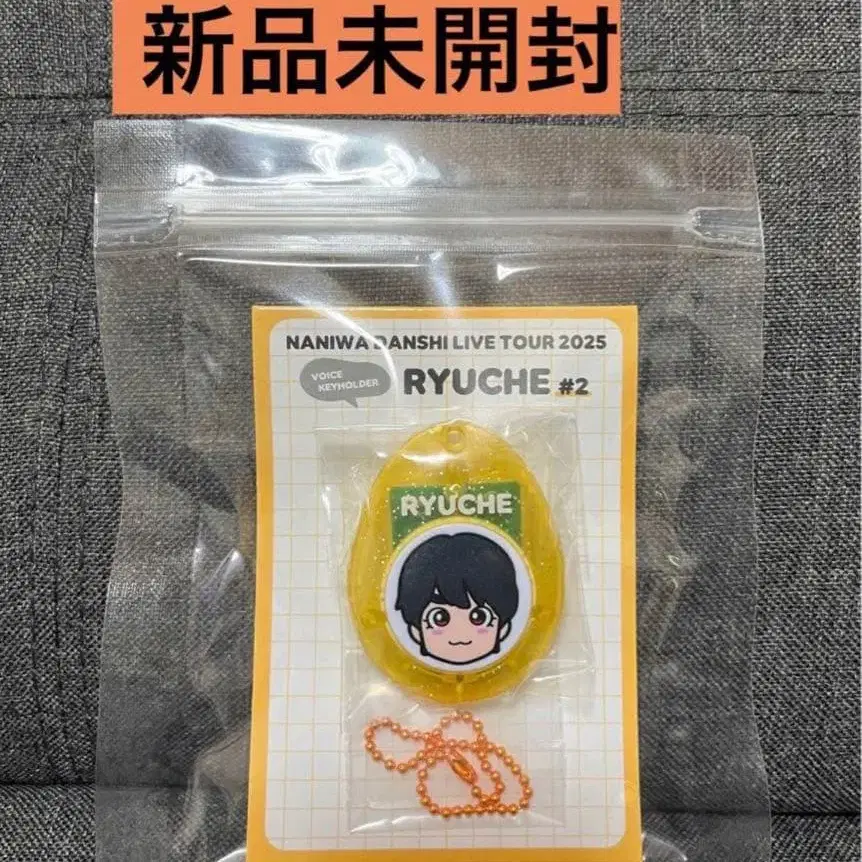 新品未開封
NANIWA DANSHI LIVE TOUR 2025
VOICE
KEYHOLDER
RYUCHE #2
RYUCHE